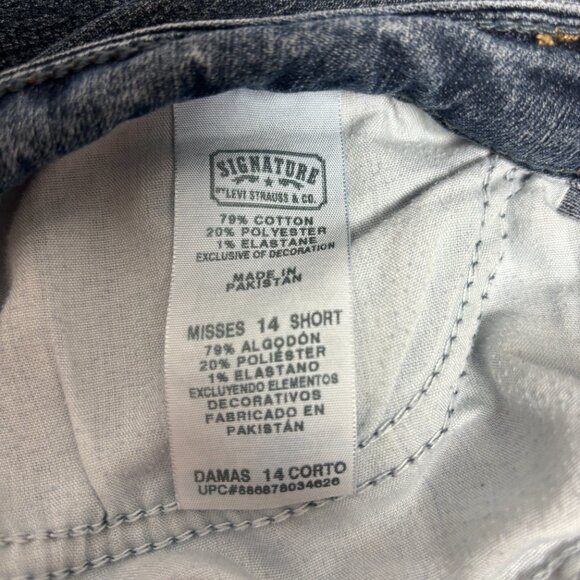 SIGNATURE
BY LEVI STRAUSS & CO.
79% COTTON
20% POLYESTER
1% ELASTANE
EXCLUSIVE OF DECORATION
MADE IN
PAKISTAN
MISSES 14 SHORT
79% ALGODÓN
20% POLIÉSTER
1% ELASTANO
EXCLUYENDO ELEMENTOS
DECORATIVOS
FABRICADO EN
PAKISTÁN
DAMAS 14 CORTO
UPC#886878034626